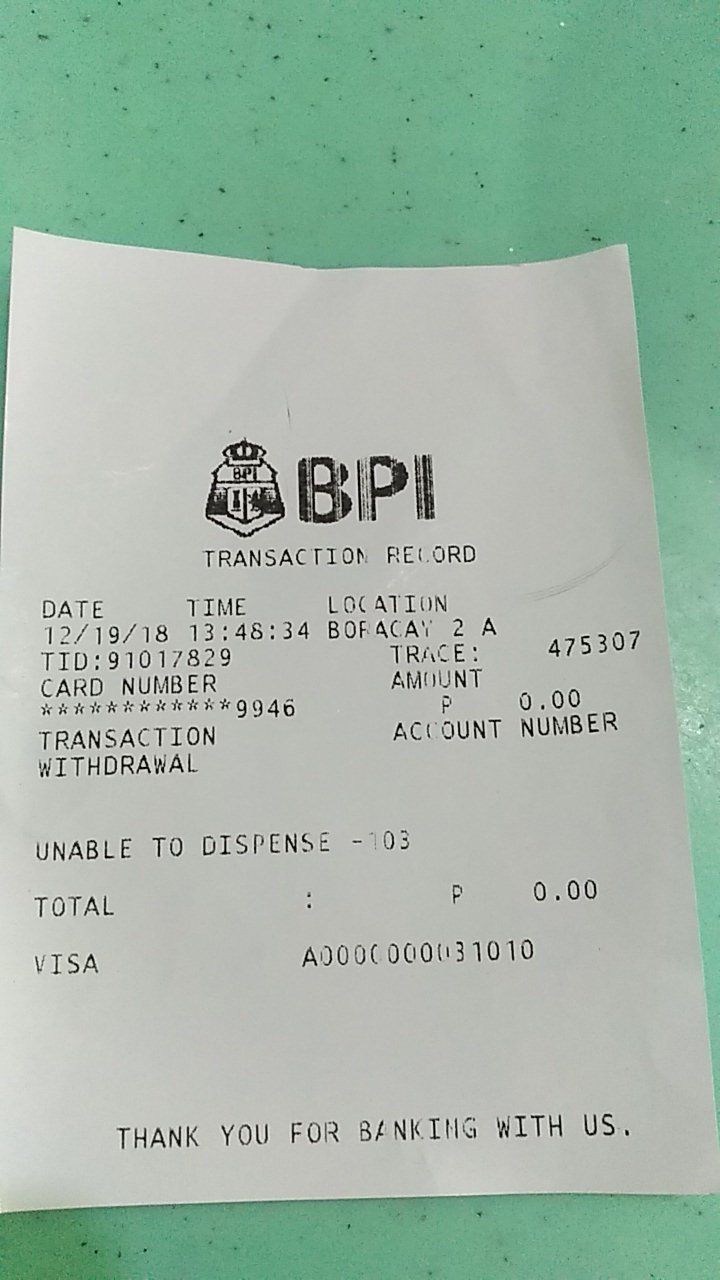 BPI
BPI
TRANSACTION RECORD
DATE TIME LOCATION
12/19/18 13:48:34 BORACAY 2 A
TID:91017829 TRACE: 475307
CARD NUMBER AMOUNT
************9946 P 0.00
TRANSACTION ACCOUNT NUMBER
WITHDRAWAL
UNABLE TO DISPENSE -103
TOTAL : P 0.00
VISA A0000000031010
THANK YOU FOR BANKING WITH US.